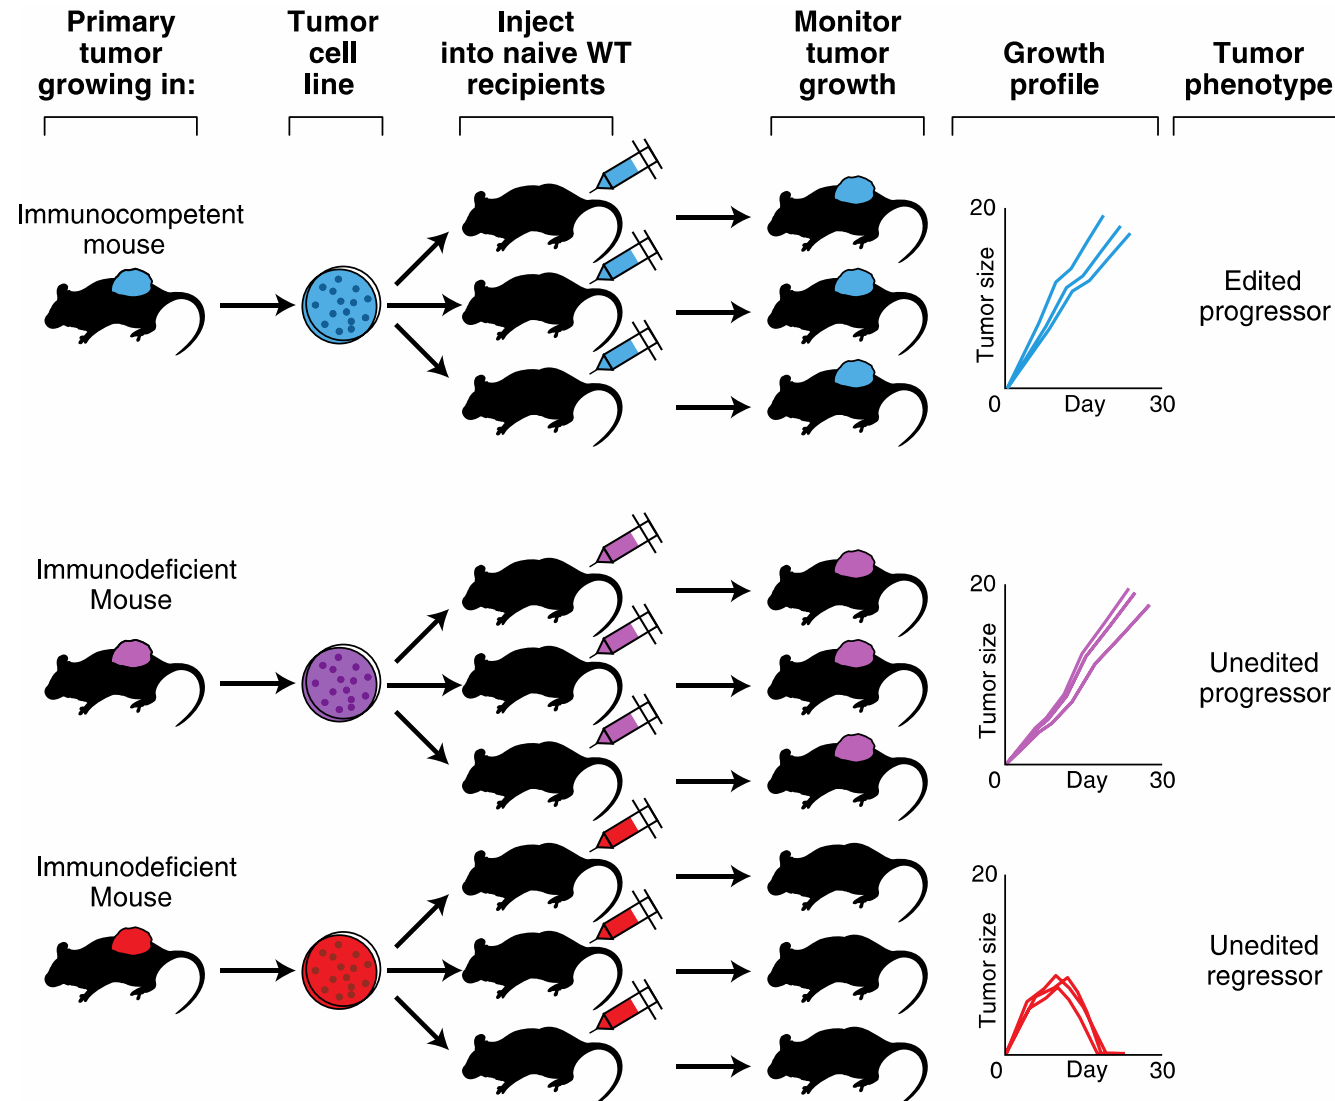 Primary
tumor
growing in:
Tumor
cell
line
Inject
into naive WT
recipients
Monitor
tumor
growth
Growth
profile
Tumor
phenotype
Immunocompetent
mouse
20
Tumor size
0
Day
30
Edited
progressor
Immunodeficient
Mouse
20
Tumor size
0
Day
30
Unedited
progressor
Immunodeficient
Mouse
20
Tumor size
0
Day
30
Unedited
regressor